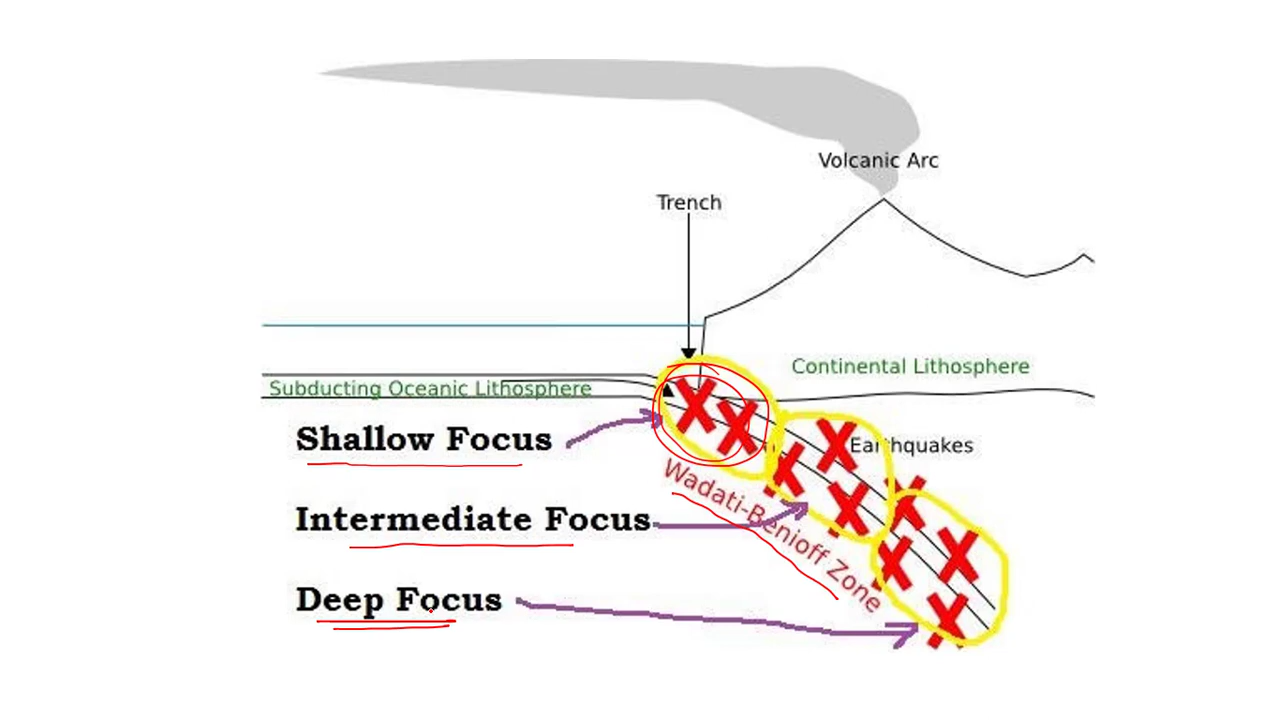 Volcanic Arc
Trench
Continental Lithosphere
Subducting Oceanic Lithosphere
Shallow Focus
Earthquakes
Wadati-Benioff Zone
Intermediate Focus
Deep Focus